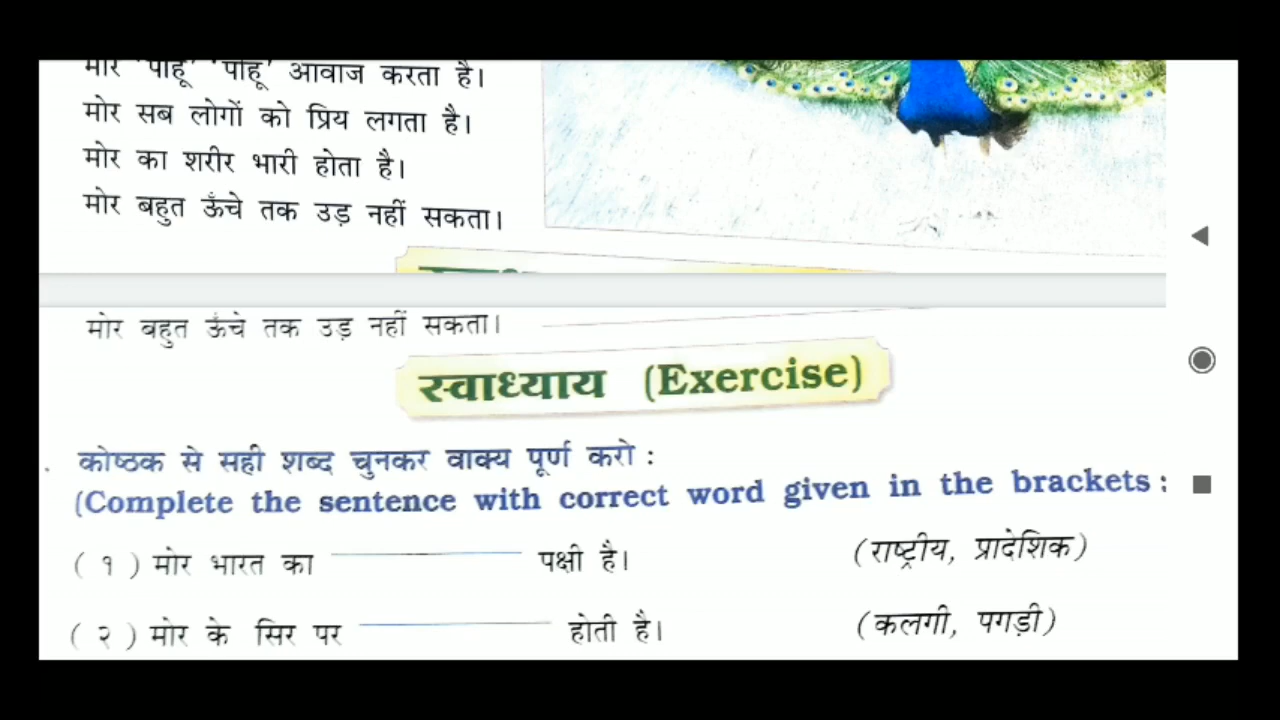 मोर 'पीहू' 'पीहू' आवाज करता है।
मोर सब लोगों को प्रिय लगता है।
मोर का शरीर भारी होता है।
मोर बहुत ऊँचे तक उड़ नहीं सकता।
मोर बहुत ऊँचे तक उड़ नहीं सकता।
स्वाध्याय (Exercise)
कोष्ठक से सही शब्द चुनकर वाक्य पूर्ण करो :
(Complete the sentence with correct word given in the brackets :
( १ ) मोर भारत का ________ पक्षी है। (राष्ट्रीय, प्रादेशिक)
( २ ) मोर के सिर पर ________ होती है। (कलगी, पगड़ी)